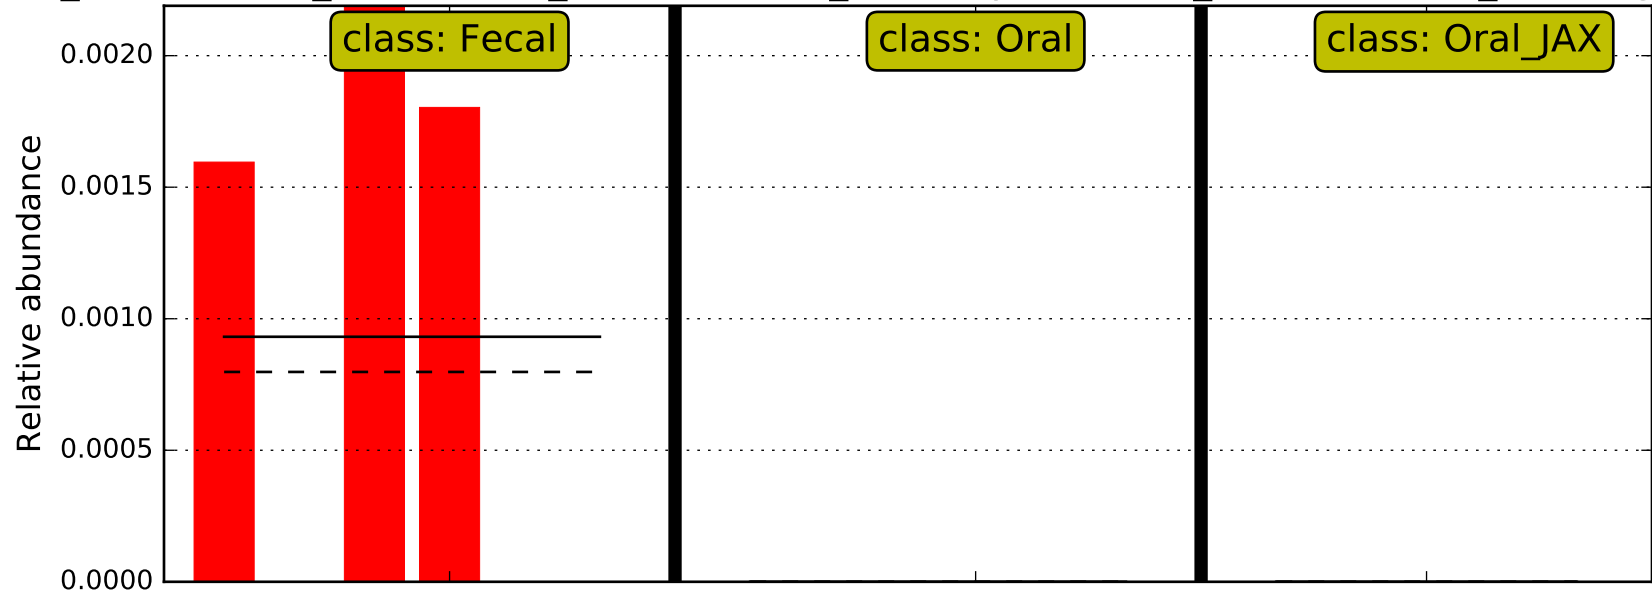 class: Fecal
class: Oral
class: Oral_JAX
Relative abundance
0.0020
0.0015
0.0010
0.0005
0.0000